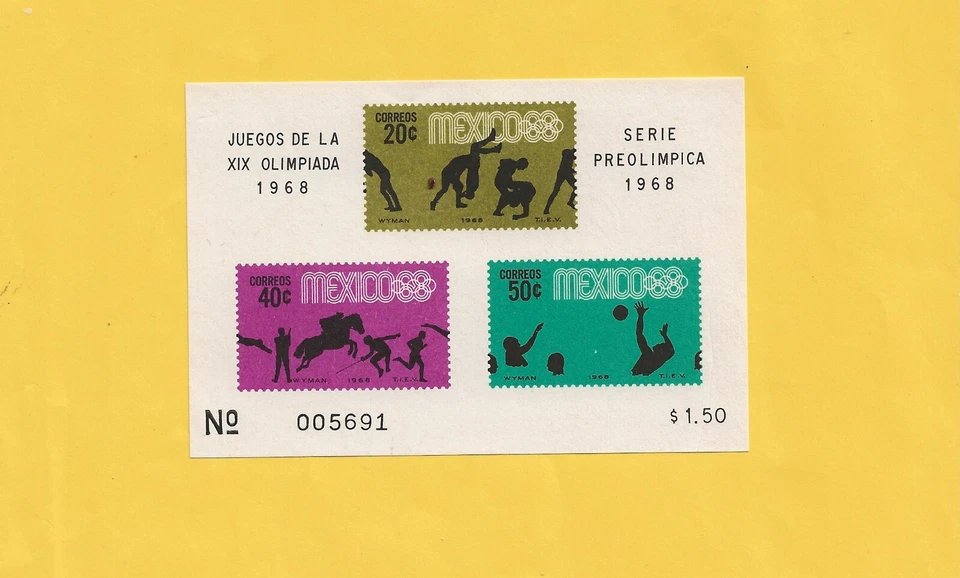 JUEGOS DE LA
XIX OLIMPIADA
1968
CORREOS
20¢
MEXICO68
WYMAN 1968 T.I.E.V.
SERIE
PREOLIMPICA
1968
CORREOS
40¢
MEXICO68
WYMAN 1968 T.I.E.V.
CORREOS
50¢
MEXICO68
WYMAN 1968 T.I.E.V.
Nº 005691
$1.50